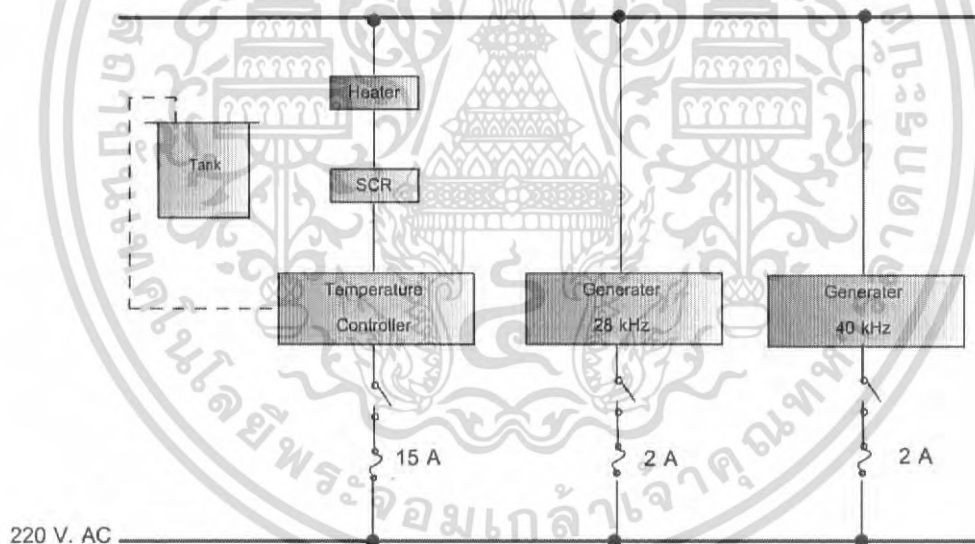 Heater
Tank
SCR
Temperature
Controller
Generater
28 kHz
Generater
40 kHz
15 A
2 A
2 A
220 V. AC